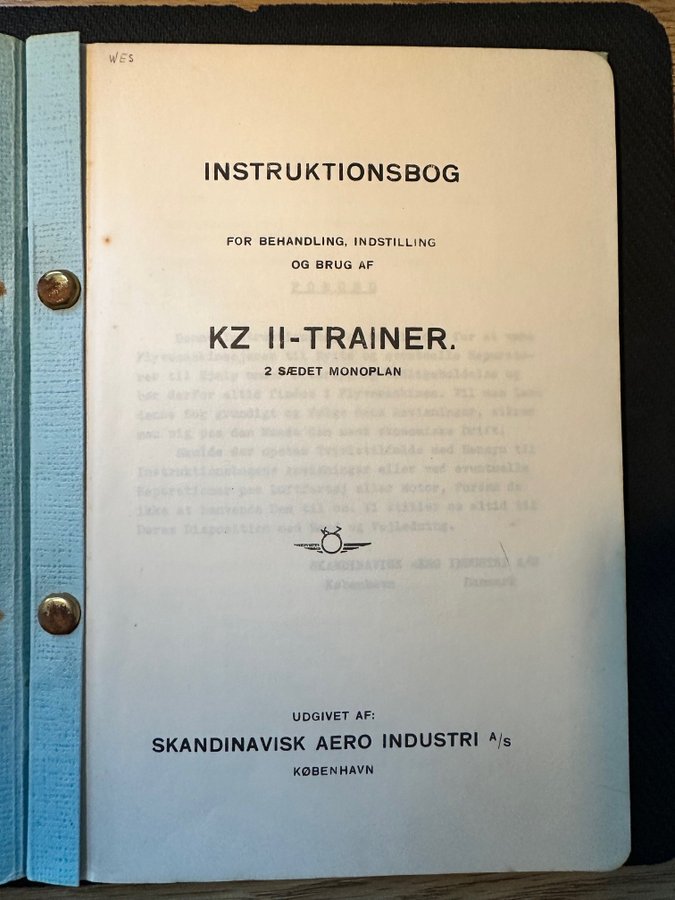 WES
INSTRUKTIONSBOG
FOR BEHANDLING, INDSTILLING
OG BRUG AF
KZ II-TRAINER.
2 SÆDET MONOPLAN
UDGIVET AF:
SKANDINAVISK AERO INDUSTRI A/S
KØBENHAVN